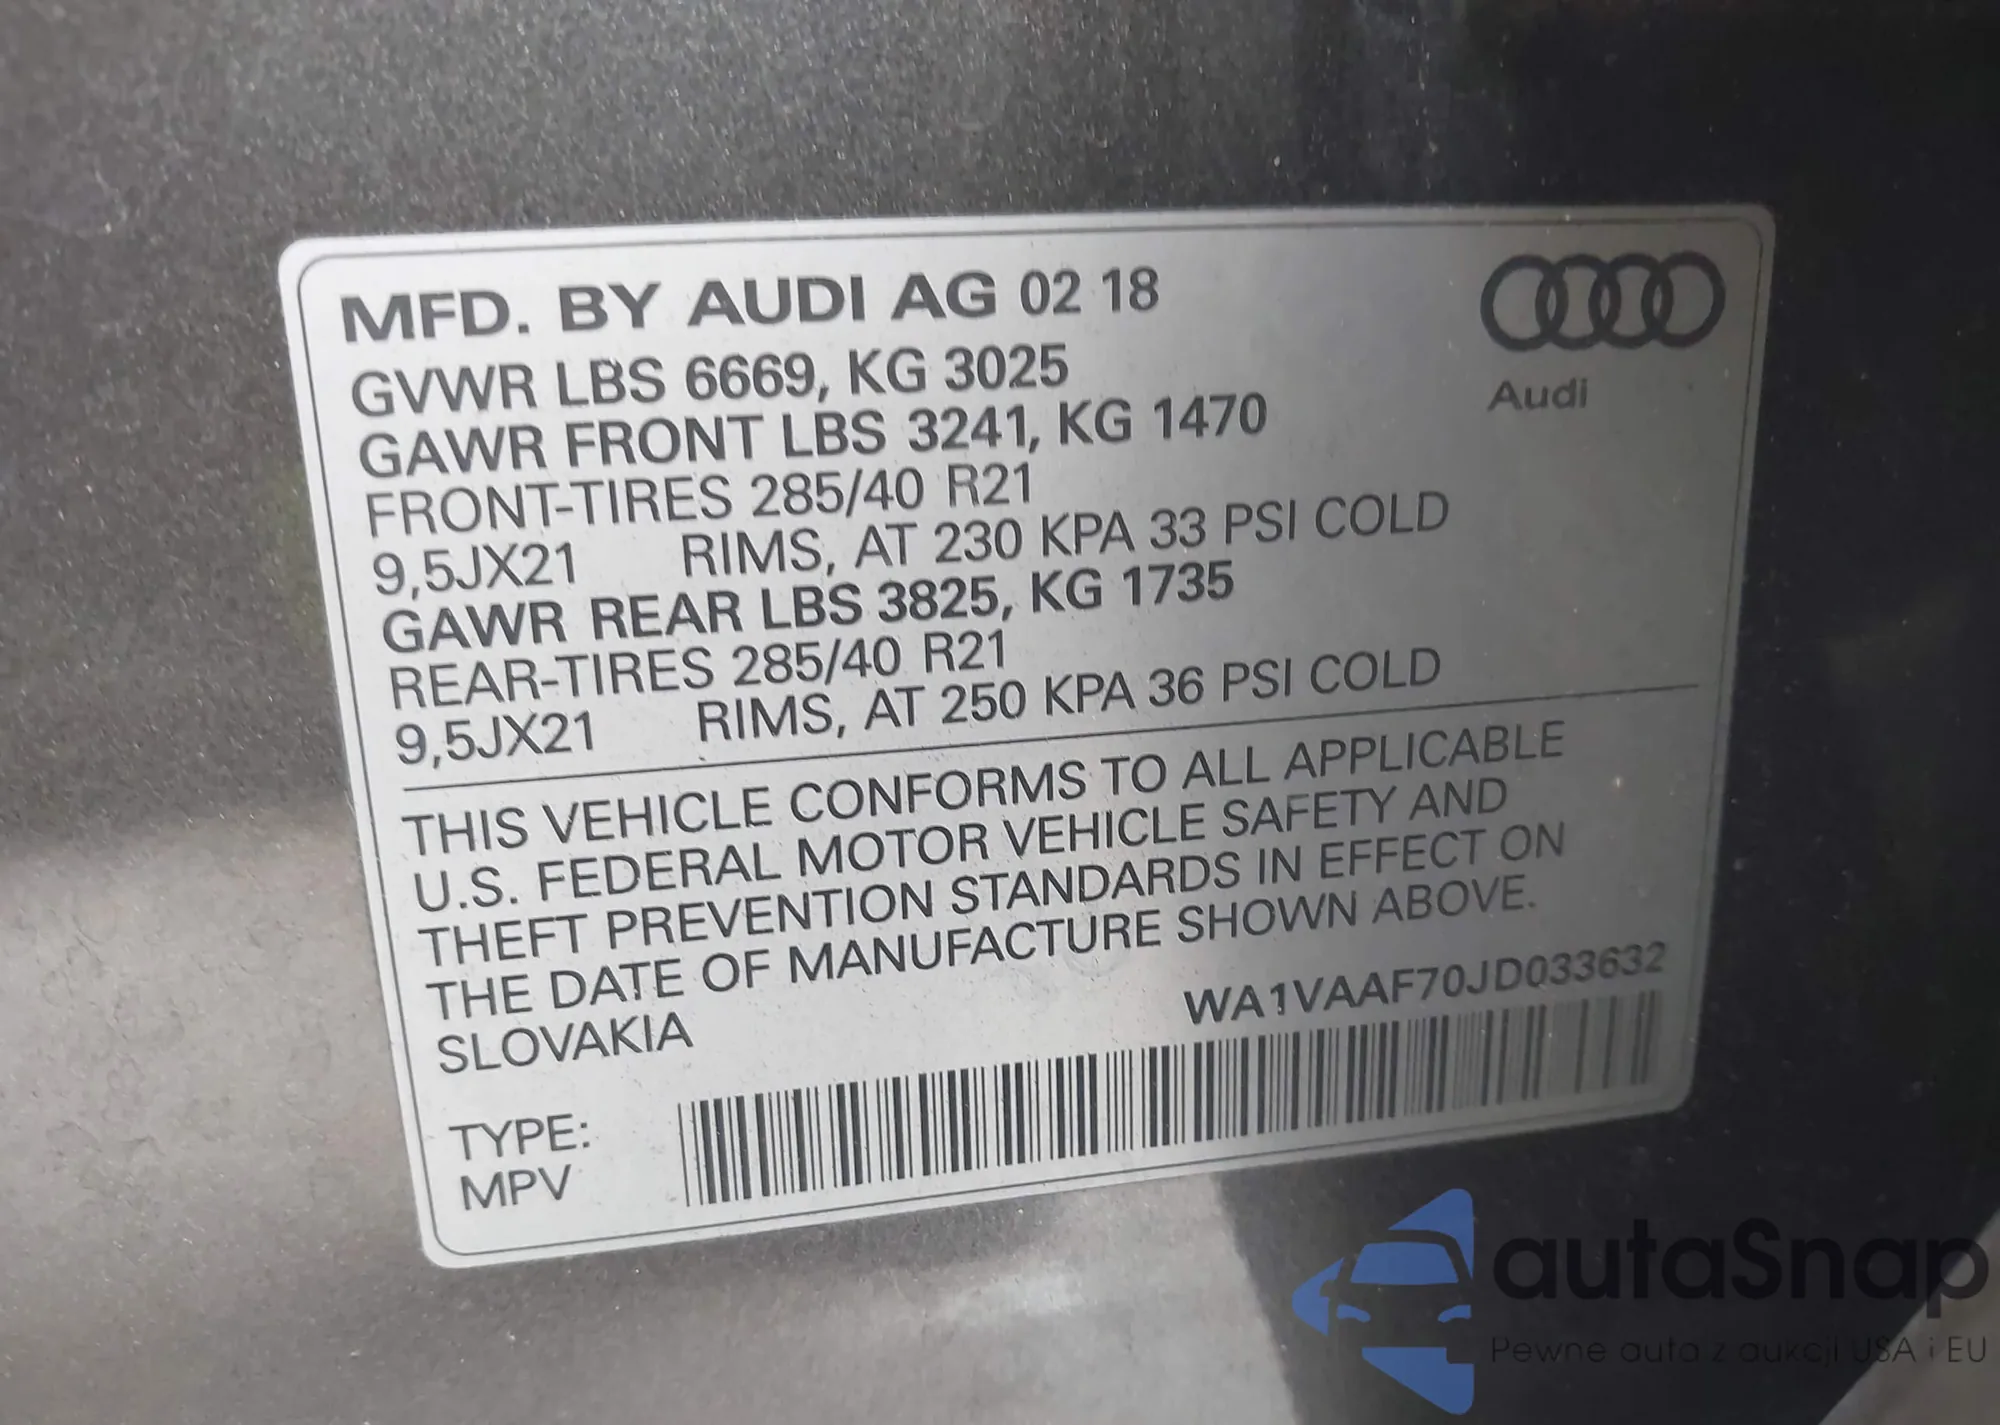 MFD. BY AUDI AG 02 18
GVWR LBS 6669, KG 3025
GAWR FRONT LBS 3241, KG 1470
FRONT-TIRES 285/40 R21
9,5JX21 RIMS, AT 230 KPA 33 PSI COLD
GAWR REAR LBS 3825, KG 1735
REAR-TIRES 285/40 R21
9,5JX21 RIMS, AT 250 KPA 36 PSI COLD
Audi
THIS VEHICLE CONFORMS TO ALL APPLICABLE
U.S. FEDERAL MOTOR VEHICLE SAFETY AND
THEFT PREVENTION STANDARDS IN EFFECT ON
THE DATE OF MANUFACTURE SHOWN ABOVE.
SLOVAKIA
WA1VAAF70JD033632
TYPE:
MPV
autaSnap
Pewne auta z aukcji USA i EU